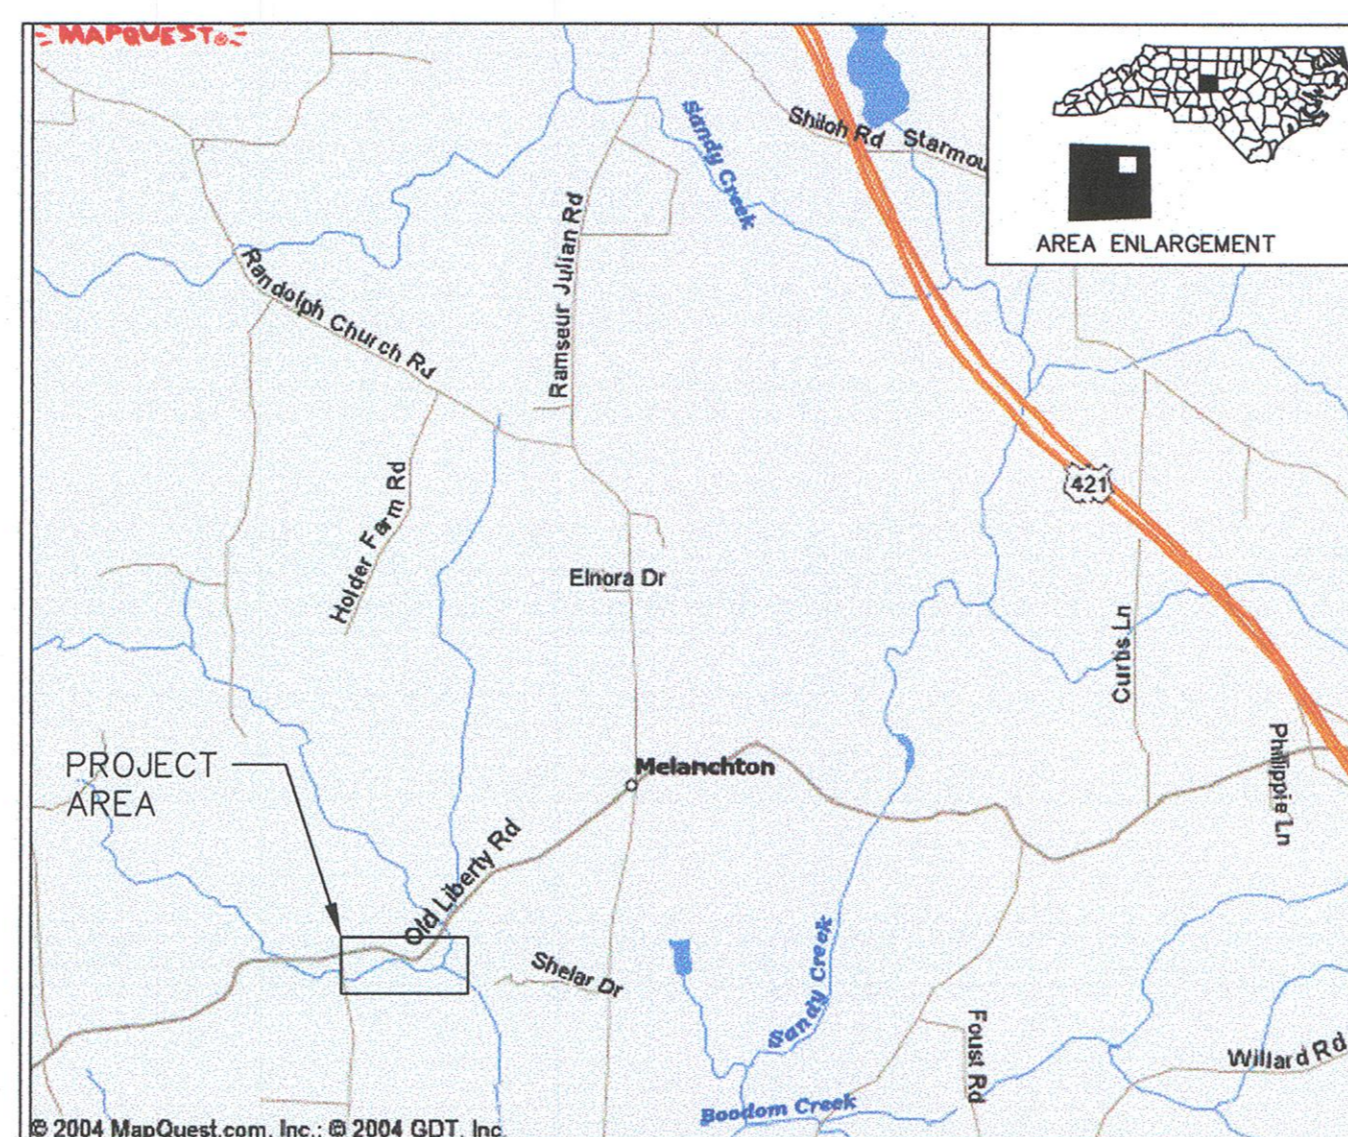 MAPQUEST
Shiloh Rd
Starmou
Sandy Creek
AREA ENLARGEMENT
Randolph Church Rd
Ramseur Julian Rd
Holder Farm Rd
421
Elnora Dr
Curtis Ln
PROJECT
AREA
Melanchton
Philippie Ln
Old Liberty Rd
Shelar Dr
Sandy Creek
Foust Rd
Willard Rd
Boodom Creek
© 2004 MapQuest.com, Inc.; © 2004 GDT, Inc.